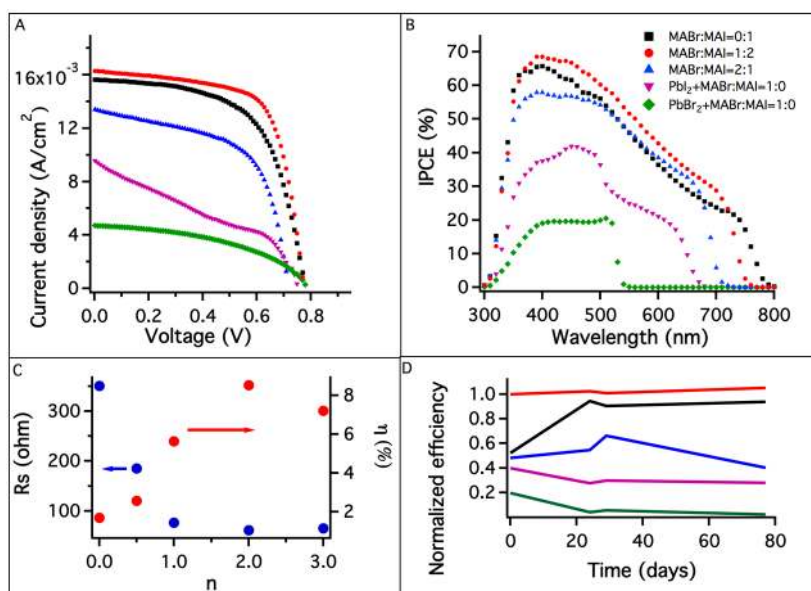 A
16x10⁻³
12
8
4
0
Current density (A/cm²)
0.0
0.2
0.4
0.6
0.8
Voltage (V)
B
MABr:MAI=0:1
MABr:MAI=1:2
MABr:MAI=2:1
PbI₂+MABr:MAI=1:0
PbBr₂+MABr:MAI=1:0
70
60
50
40
30
20
10
0
IPCE (%)
300
400
500
600
700
800
Wavelength (nm)
C
300
200
100
Rs (ohm)
8
6
4
2
η (%)
0.0
1.0
2.0
3.0
n
D
1.0
0.8
0.6
0.4
0.2
Normalized efficiency
0
20
40
60
80
Time (days)